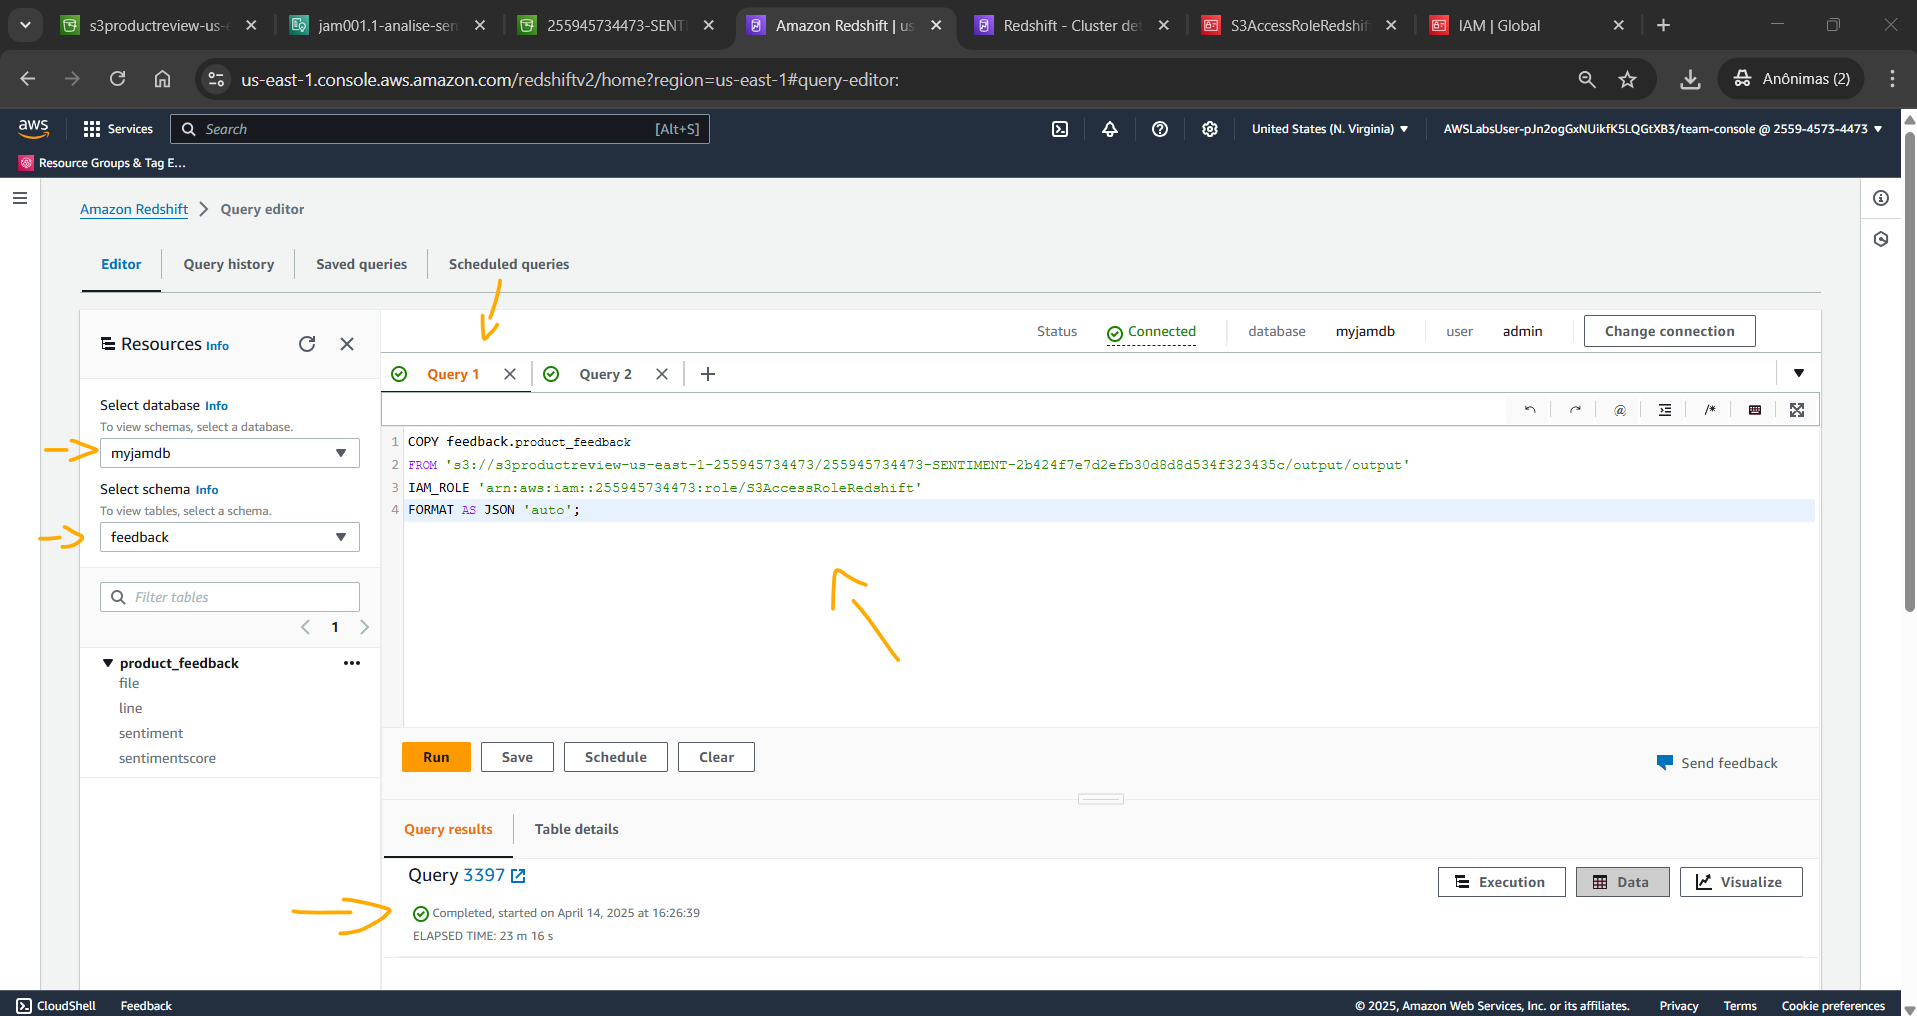 s3productreview-us-e
jam001.1-analise-sen
255945734473-SENTI
Amazon Redshift | us
Redshift - Cluster det
S3AccessRoleRedshif
IAM | Global
us-east-1.console.aws.amazon.com/redshiftv2/home?region=us-east-1#query-editor:
Anônimas (2)
aws
Services
Search
[Alt+S]
United States (N. Virginia)
AWSLabsUser-pJn2ogGxNUikfK5LQGtXB3/team-console @ 2559-4573-4473
Resource Groups & Tag E...
Amazon Redshift > Query editor
Editor
Query history
Saved queries
Scheduled queries
Resources Info
Status
Connected
database
myjamdb
user
admin
Change connection
Query 1
Query 2
Select database Info
To view schemas, select a database.
myjamdb
Select schema Info
To view tables, select a schema.
feedback
Filter tables
1
product_feedback
file
line
sentiment
sentimentscore
1 COPY feedback.product_feedback
2 FROM 's3://s3productreview-us-east-1-255945734473/255945734473-SENTIMENT-2b424f7e7d2efb30d8d8d534f323435c/output/output'
3 IAM_ROLE 'arn:aws:iam::255945734473:role/S3AccessRoleRedshift'
4 FORMAT AS JSON 'auto';
Run
Save
Schedule
Clear
Send feedback
Query results
Table details
Query 3397
Execution
Data
Visualize
Completed, started on April 14, 2025 at 16:26:39
ELAPSED TIME: 23 m 16 s
CloudShell
Feedback
© 2025, Amazon Web Services, Inc. or its affiliates.
Privacy
Terms
Cookie preferences